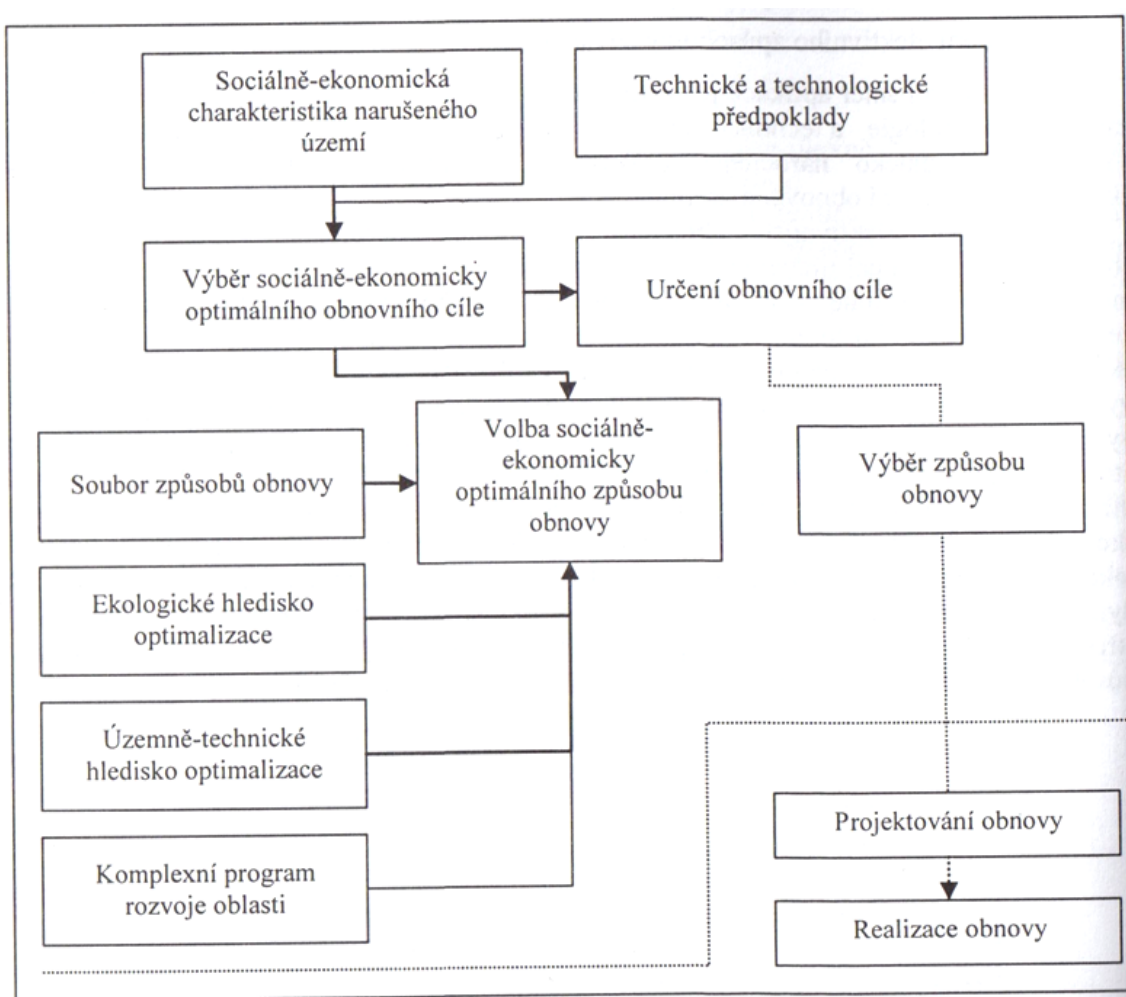 Sociálně-ekonomická
charakteristika narušeného
území
Technické a technologické
předpoklady
Výběr sociálně-ekonomicky
optimálního obnovního cíle
Určení obnovního cíle
Volba sociálně-
ekonomicky
optimálního způsobu
obnovy
Soubor způsobů obnovy
Výběr způsobu
obnovy
Ekologické hledisko
optimalizace
Územně-technické
hledisko optimalizace
Komplexní program
rozvoje oblasti
Projektování obnovy
Realizace obnovy